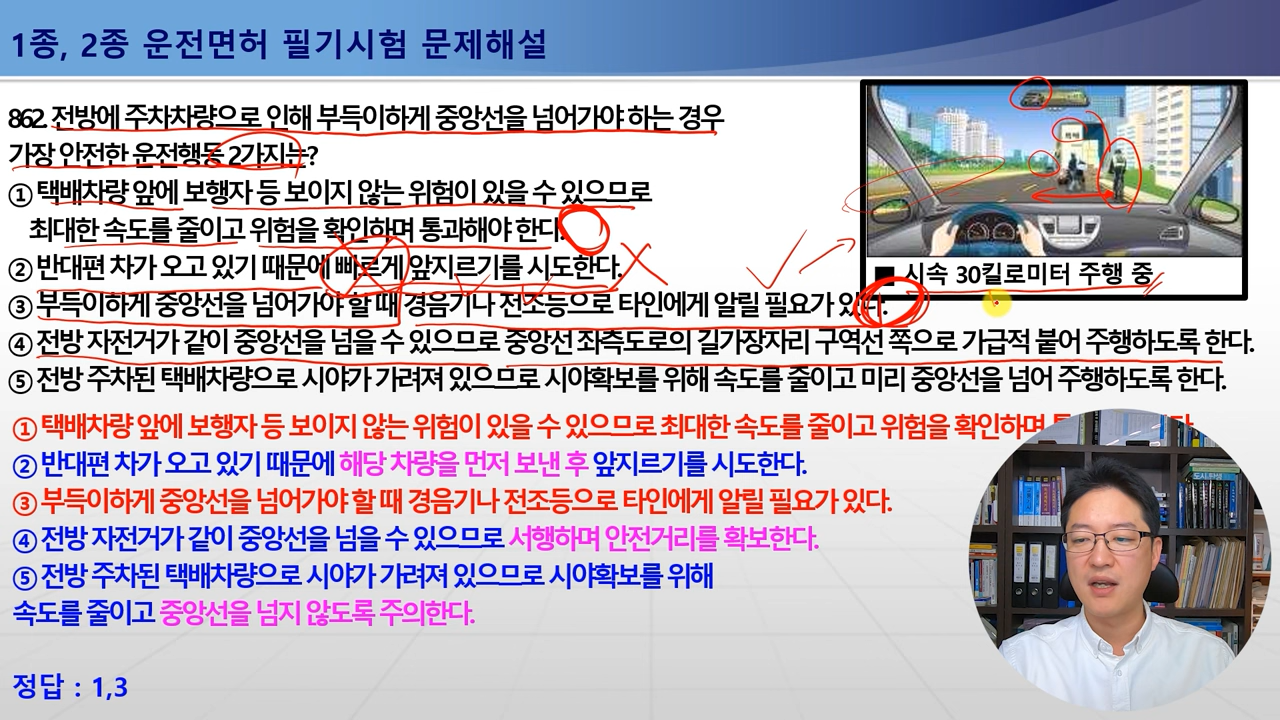 1종, 2종 운전면허 필기시험 문제해설
862. 전방에 주차차량으로 인해 부득이하게 중앙선을 넘어가야 하는 경우
가장 안전한 운전행동 2가지는?
① 택배차량 앞에 보행자 등 보이지 않는 위험이 있을 수 있으므로
최대한 속도를 줄이고 위험을 확인하며 통과해야 한다.
② 반대편 차가 오고 있기 때문에 빠르게 앞지르기를 시도한다.
③ 부득이하게 중앙선을 넘어가야 할 때 경음기나 전조등으로 타인에게 알릴 필요가 있다.
④ 전방 자전거가 같이 중앙선을 넘을 수 있으므로 중앙선 좌측도로의 길가장자리 구역선 쪽으로 가급적 붙어 주행하도록 한다.
⑤ 전방 주차된 택배차량으로 시야가 가려져 있으므로 시야확보를 위해 속도를 줄이고 미리 중앙선을 넘어 주행하도록 한다.
■ 시속 30킬로미터 주행 중
① 택배차량 앞에 보행자 등 보이지 않는 위험이 있을 수 있으므로 최대한 속도를 줄이고 위험을 확인하며
② 반대편 차가 오고 있기 때문에 해당 차량을 먼저 보낸 후 앞지르기를 시도한다.
③ 부득이하게 중앙선을 넘어가야 할 때 경음기나 전조등으로 타인에게 알릴 필요가 있다.
④ 전방 자전거가 같이 중앙선을 넘을 수 있으므로 서행하며 안전거리를 확보한다.
⑤ 전방 주차된 택배차량으로 시야가 가려져 있으므로 시야확보를 위해
속도를 줄이고 중앙선을 넘지 않도록 주의한다.
정답 : 1,3